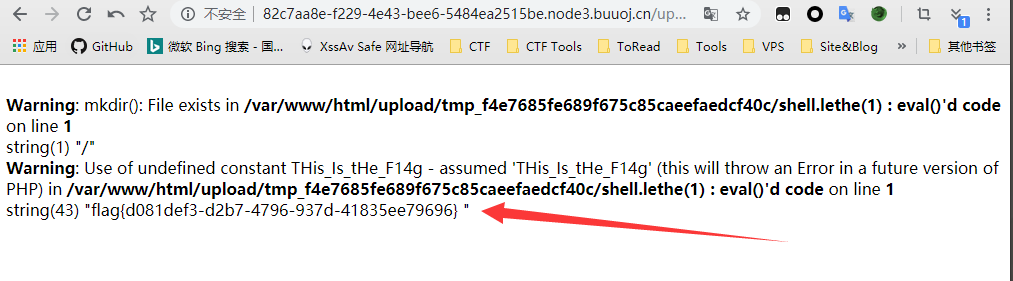 不安全 | 82c7aa8e-f229-4e43-bee6-5484ea2515be.node3.buuoj.cn/up...
1
应用 GitHub 微软 Bing 搜索 - 国... XssAv Safe 网址导航 CTF CTF Tools ToRead Tools VPS Site&Blog » 其他书签
Warning: mkdir(): File exists in /var/www/html/upload/tmp_f4e7685fe689f675c85caeefaedcf40c/shell.lethe(1) : eval()'d code
on line 1
string(1) "/"
Warning: Use of undefined constant THis_Is_tHe_F14g - assumed 'THis_Is_tHe_F14g' (this will throw an Error in a future version of
PHP) in /var/www/html/upload/tmp_f4e7685fe689f675c85caeefaedcf40c/shell.lethe(1) : eval()'d code on line 1
string(43) "flag{d081def3-d2b7-4796-937d-41835ee79696} "